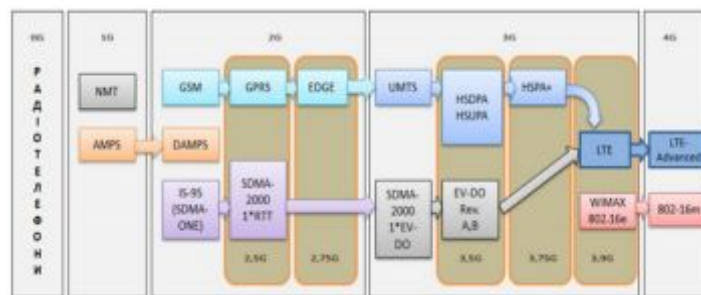 0G
1G
2G
3G
4G
РАДІОТЕЛЕФОНИ
NMT
GSM
GPRS
EDGE
UMTS
HSDPA
HSUPA
HSPA+
AMPS
DAMPS
LTE
LTE-
Advanced
IS-95
(SDMA-
ONE)
SDMA-
2000
1*RTT
SDMA-
2000
1*EV-
DO
EV-DO
Rev.
A,B
WIMAX
802-16e
802-16m
2,5G
2,75G
3,5G
3,75G
3,9G